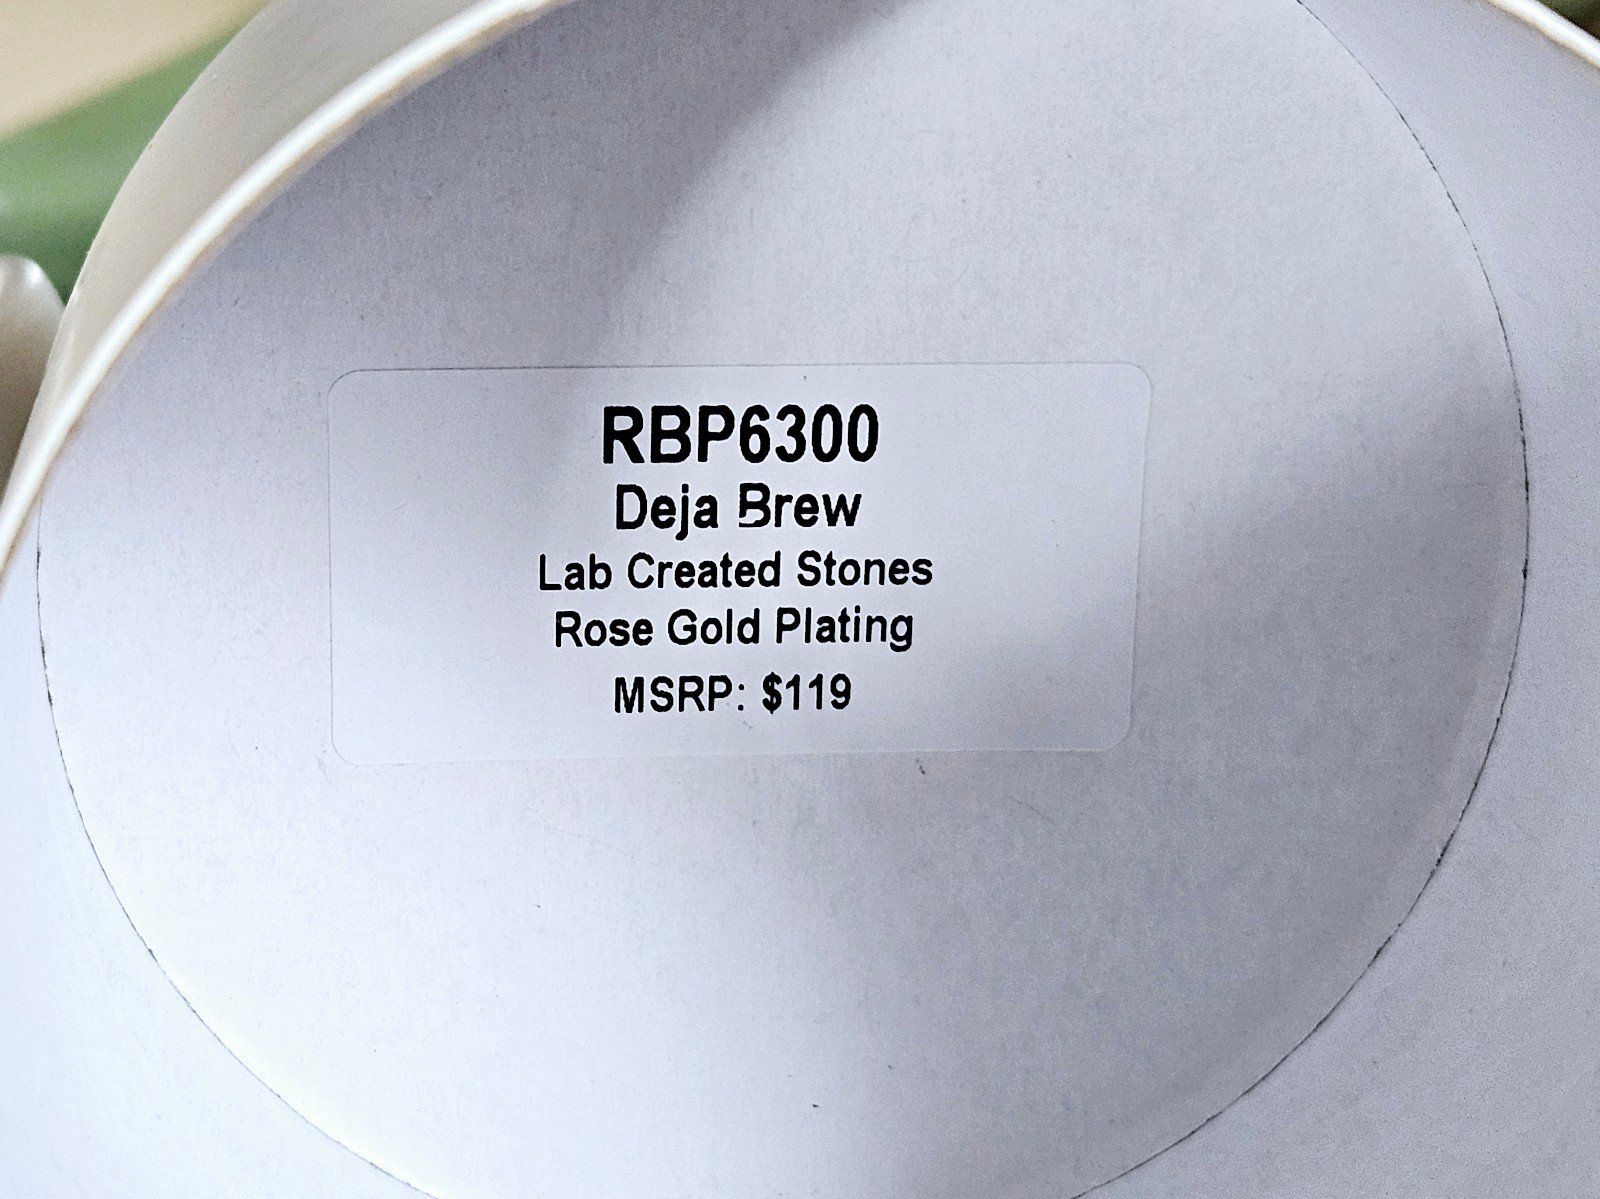 RBP6300
Deja Brew
Lab Created Stones
Rose Gold Plating
MSRP: $119